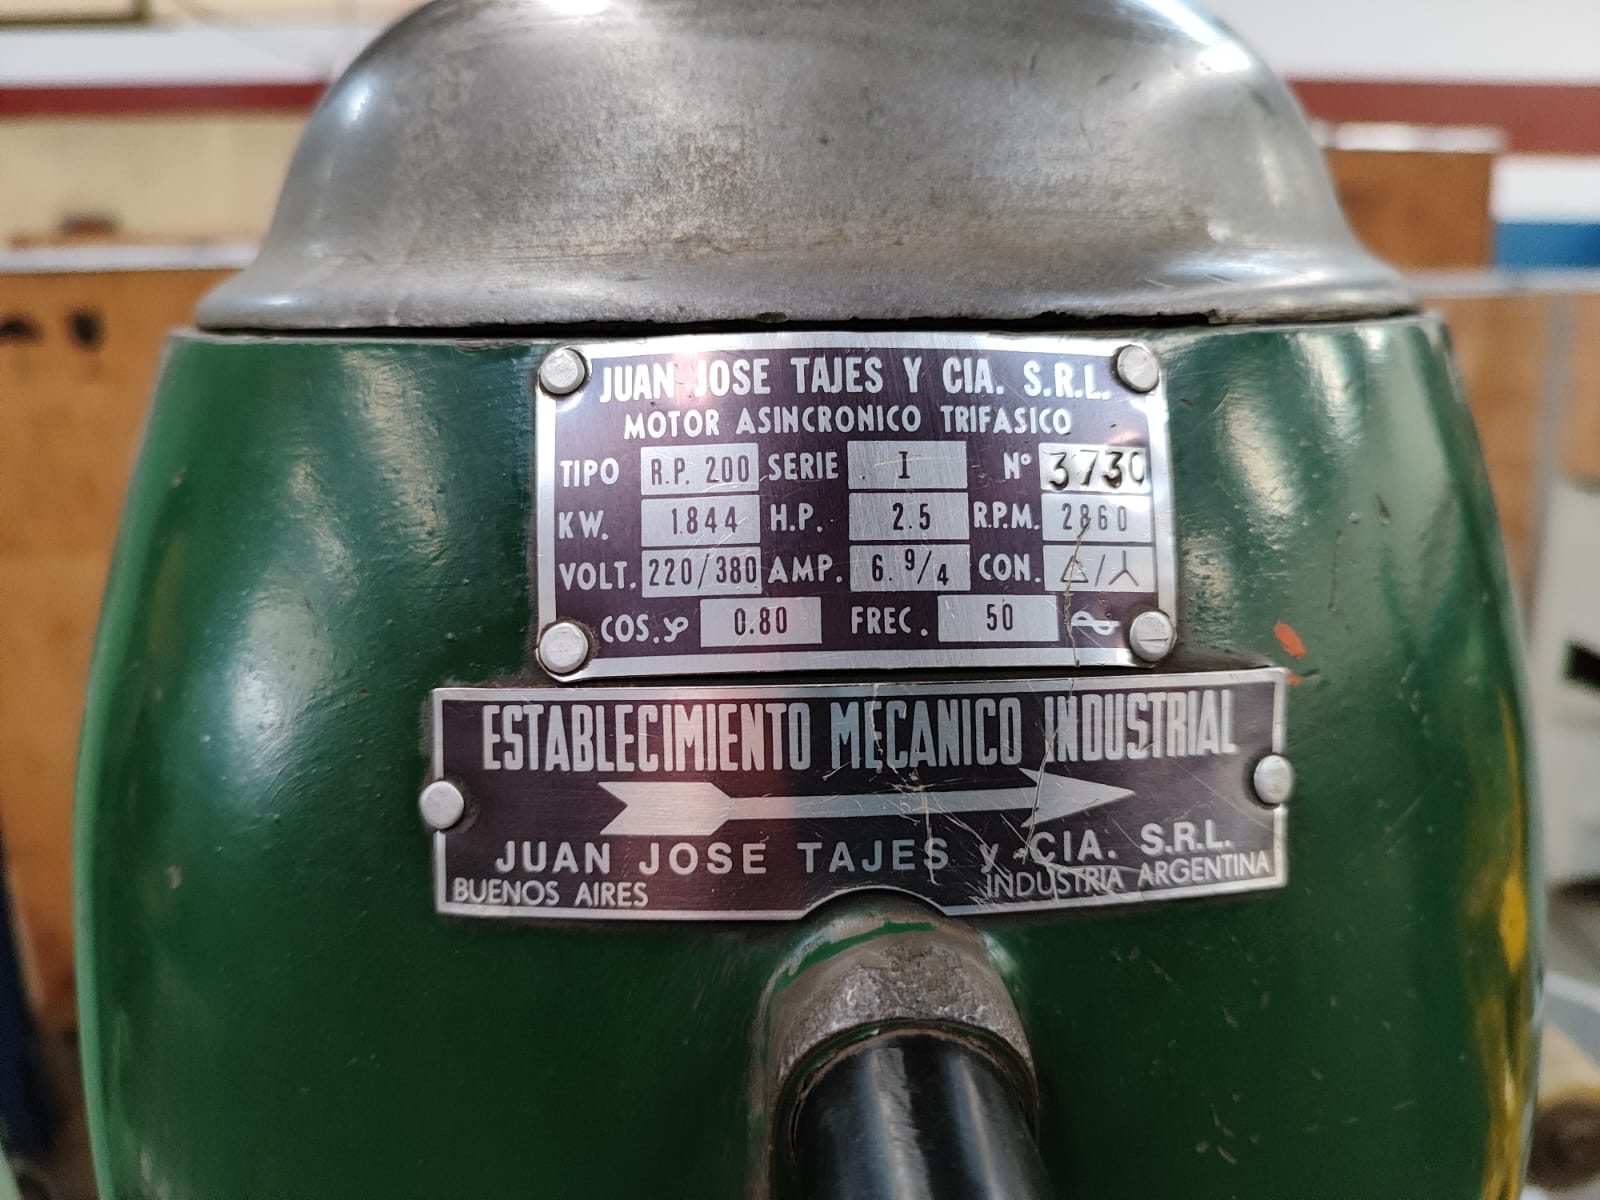 JUAN JOSE TAJES Y CIA. S.R.L.
MOTOR ASINCRONICO TRIFASICO
TIPO R.P. 200 SERIE I Nº 3730
KW. 1.844 H.P. 2.5 R.P.M. 2860
VOLT. 220/380 AMP. 6.9/4 CON. △/⅄
COS.φ 0.80 FREC. 50 ~
ESTABLECIMIENTO MECANICO INDUSTRIAL
JUAN JOSE TAJES y CIA. S.R.L.
BUENOS AIRES INDUSTRIA ARGENTINA